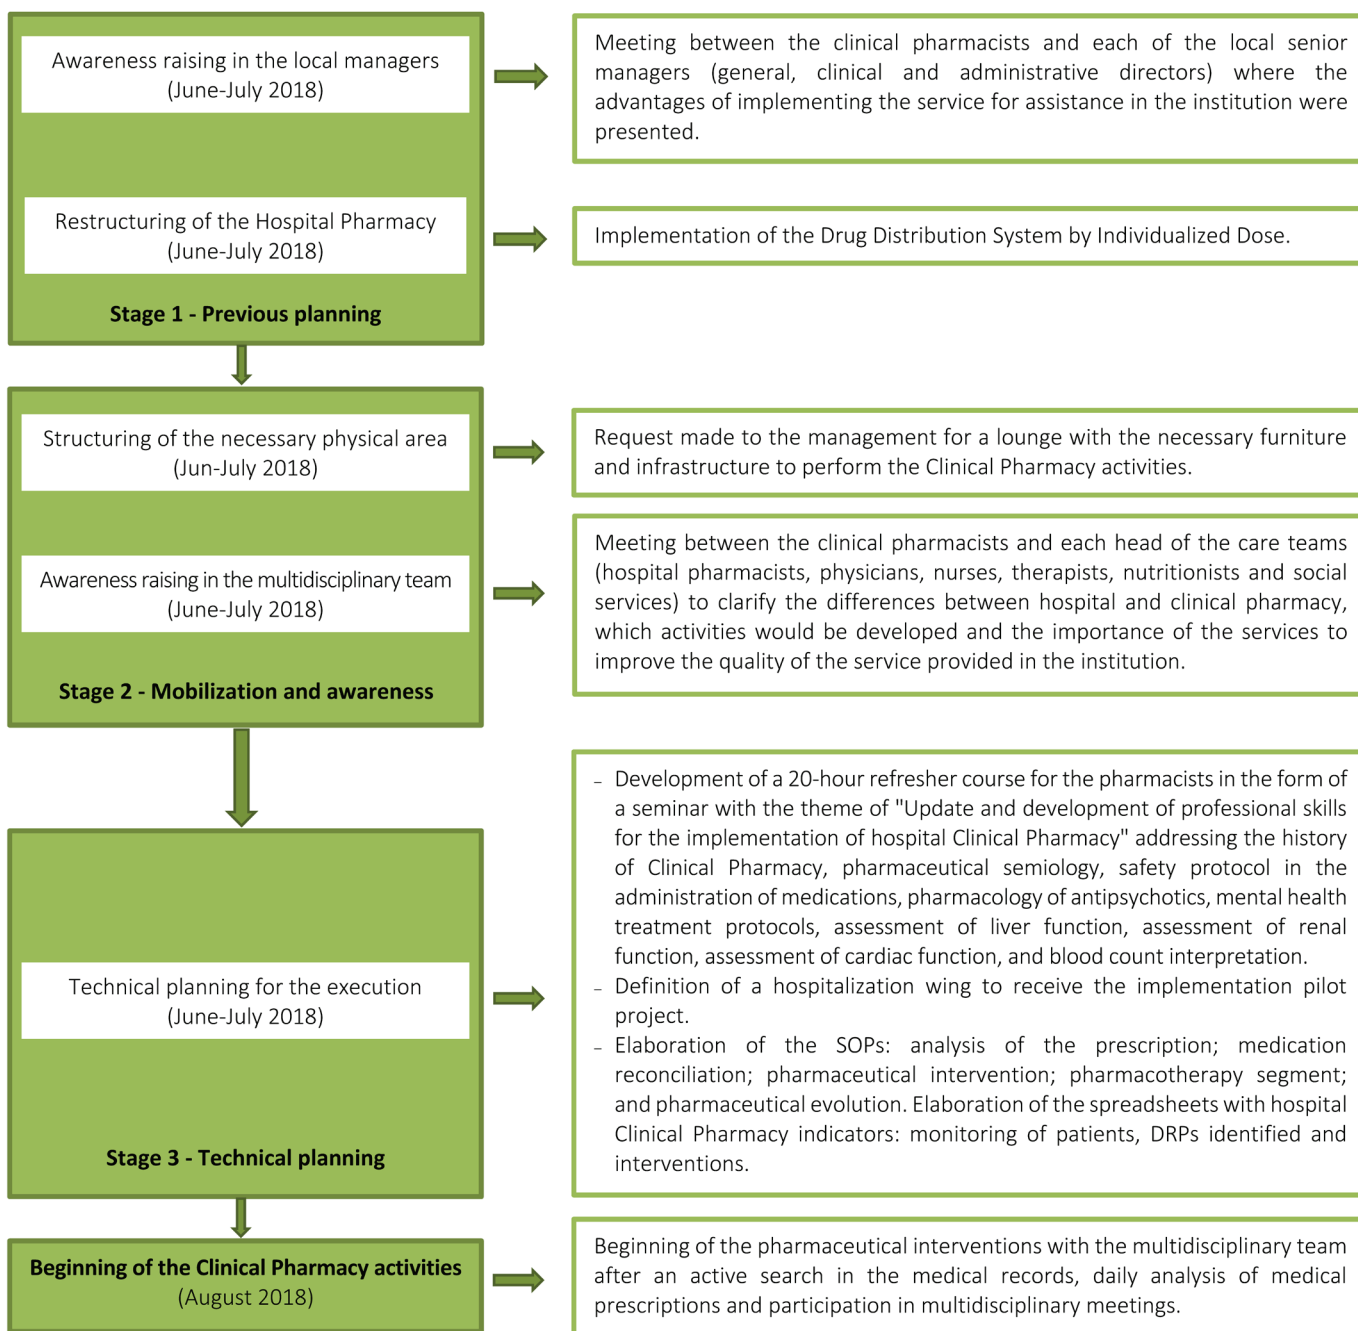 Awareness raising in the local managers
(June-July 2018)
Meeting between the clinical pharmacists and each of the local senior
managers (general, clinical and administrative directors) where the
advantages of implementing the service for assistance in the institution were
presented.
Restructuring of the Hospital Pharmacy
(June-July 2018)
Implementation of the Drug Distribution System by Individualized Dose.
Stage 1 - Previous planning
Structuring of the necessary physical area
(Jun-July 2018)
Request made to the management for a lounge with the necessary furniture
and infrastructure to perform the Clinical Pharmacy activities.
Awareness raising in the multidisciplinary team
(June-July 2018)
Meeting between the clinical pharmacists and each head of the care teams
(hospital pharmacists, physicians, nurses, therapists, nutritionists and social
services) to clarify the differences between hospital and clinical pharmacy,
which activities would be developed and the importance of the services to
improve the quality of the service provided in the institution.
Stage 2 - Mobilization and awareness
Technical planning for the execution
(June-July 2018)
– Development of a 20-hour refresher course for the pharmacists in the form of
a seminar with the theme of "Update and development of professional skills
for the implementation of hospital Clinical Pharmacy" addressing the history
of Clinical Pharmacy, pharmaceutical semiology, safety protocol in the
administration of medications, pharmacology of antipsychotics, mental health
treatment protocols, assessment of liver function, assessment of renal
function, assessment of cardiac function, and blood count interpretation.
– Definition of a hospitalization wing to receive the implementation pilot
project.
– Elaboration of the SOPs: analysis of the prescription; medication
reconciliation; pharmaceutical intervention; pharmacotherapy segment;
and pharmaceutical evolution. Elaboration of the spreadsheets with hospital
Clinical Pharmacy indicators: monitoring of patients, DRPs identified and
interventions.
Stage 3 - Technical planning
Beginning of the Clinical Pharmacy activities
(August 2018)
Beginning of the pharmaceutical interventions with the multidisciplinary team
after an active search in the medical records, daily analysis of medical
prescriptions and participation in multidisciplinary meetings.